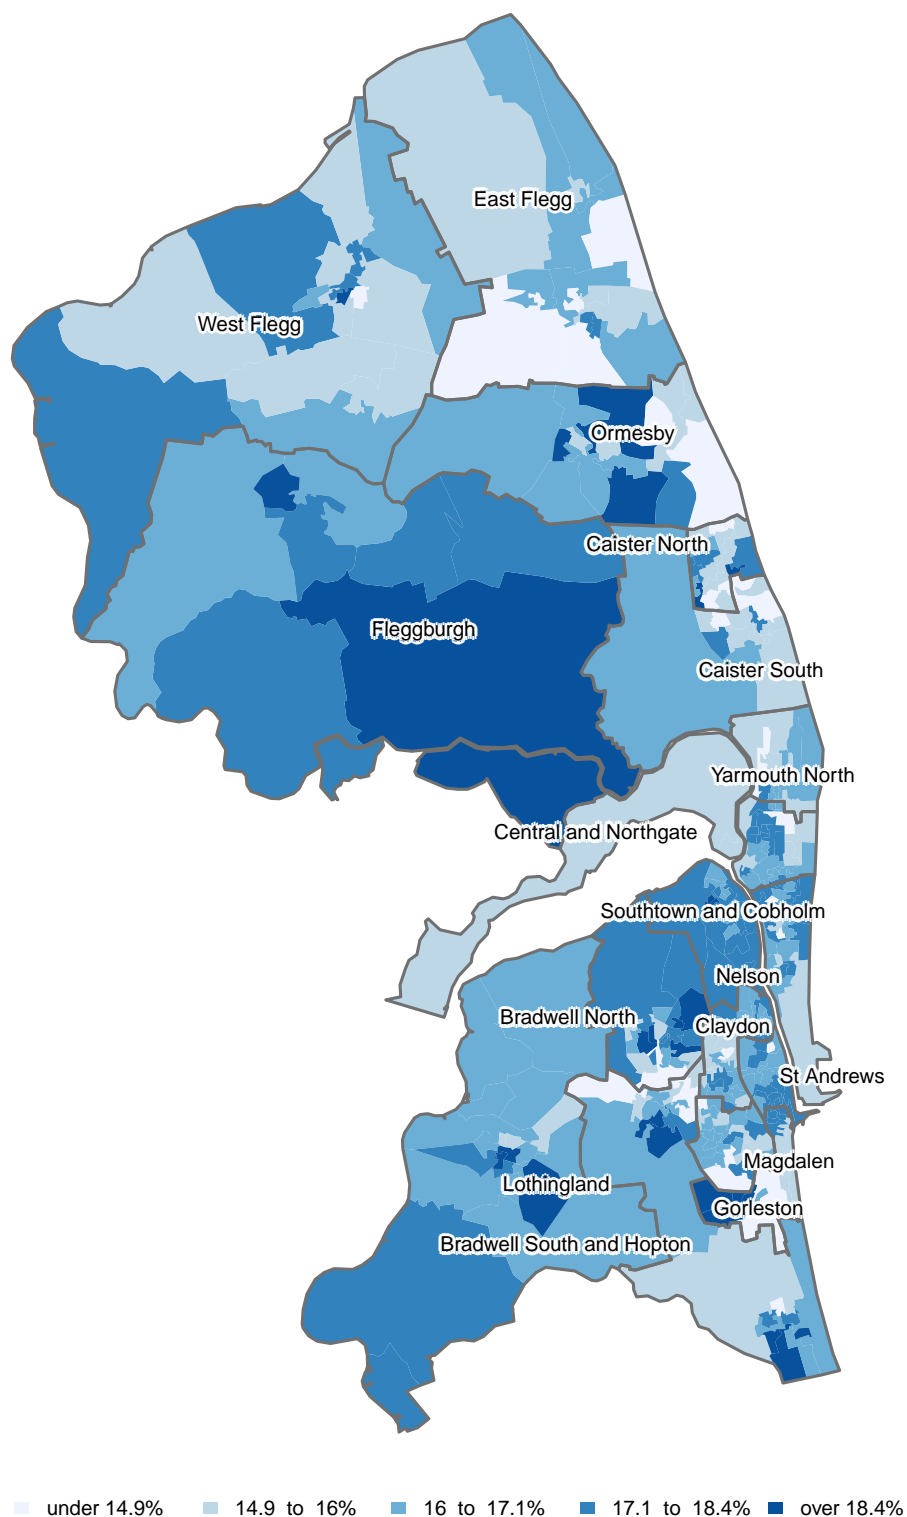 East Flegg
West Flegg
Ormesby
Caister North
Fleggburgh
Caister South
Yarmouth North
Central and Northgate
Southtown and Cobholm
Nelson
Bradwell North
Claydon
St Andrews
Magdalen
Lothingland
Gorleston
Bradwell South and Hopton
under 14.9% 14.9 to 16% 16 to 17.1% 17.1 to 18.4% over 18.4%